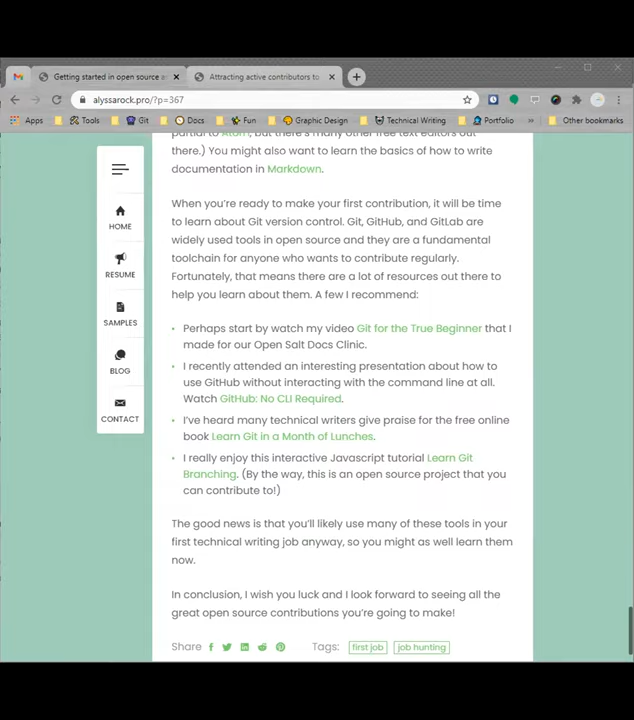 Getting started in open source a
Attracting active contributors to
alyssarock.pro/?p=367
Apps Tools Git Docs Fun Graphic Design Technical Writing Portfolio » Other bookmarks
partial to Atom, but there's many other free text editors out
there.) You might also want to learn the basics of how to write
documentation in Markdown.
HOME
RESUME
SAMPLES
BLOG
CONTACT
When you're ready to make your first contribution, it will be time
to learn about Git version control. Git, GitHub, and GitLab are
widely used tools in open source and they are a fundamental
toolchain for anyone who wants to contribute regularly.
Fortunately, that means there are a lot of resources out there to
help you learn about them. A few I recommend:
• Perhaps start by watch my video Git for the True Beginner that I
made for our Open Salt Docs Clinic.
• I recently attended an interesting presentation about how to
use GitHub without interacting with the command line at all.
Watch GitHub: No CLI Required.
• I've heard many technical writers give praise for the free online
book Learn Git in a Month of Lunches.
• I really enjoy this interactive Javascript tutorial Learn Git
Branching. (By the way, this is an open source project that you
can contribute to!)
The good news is that you'll likely use many of these tools in your
first technical writing job anyway, so you might as well learn them
now.
In conclusion, I wish you luck and I look forward to seeing all the
great open source contributions you're going to make!
Share Tags: first job job hunting